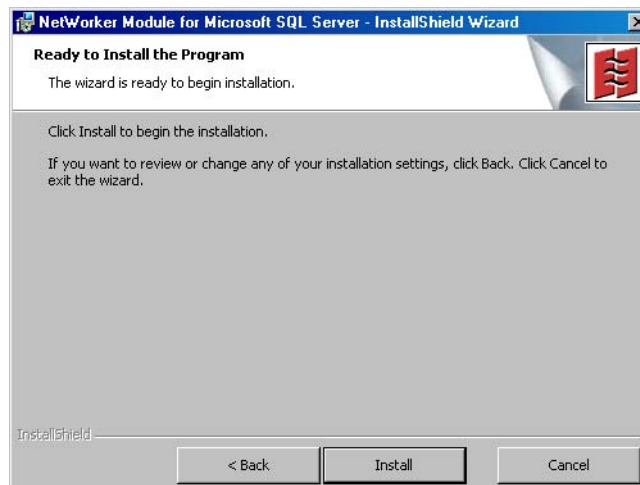 NetWorker Module for Microsoft SQL Server - InstallShield Wizard
Ready to Install the Program
The wizard is ready to begin installation.
Click Install to begin the installation.
If you want to review or change any of your installation settings, click Back. Click Cancel to
exit the wizard.
InstallShield
< Back Install Cancel